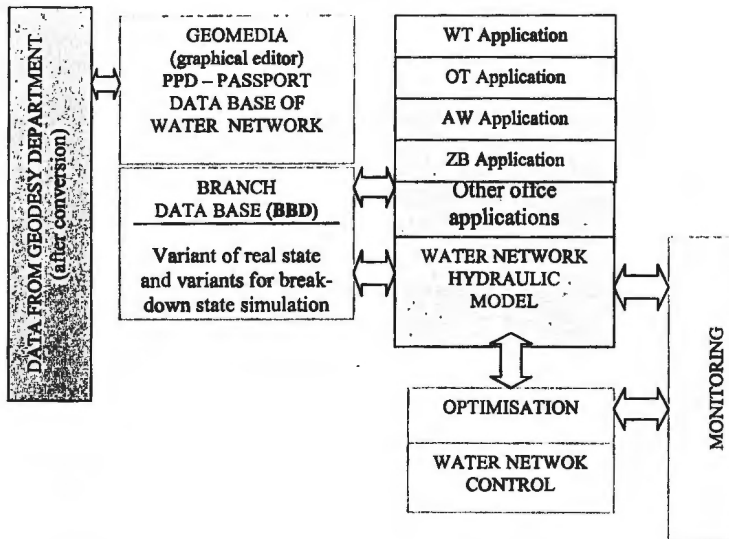 DATA FROM GEODESY DEPARTMENT
(after conversion)
GEOMEDIA
(graphical editor)
PPD – PASSPORT
DATA BASE OF
WATER NETWORK
BRANCH
DATA BASE (BBD)
Variant of real state
and variants for break-
down state simulation
WT Application
OT Application
AW Application
ZB Application
Other offce
applications
WATER NETWORK
HYDRAULIC
MODEL
OPTIMISATION
WATER NETWOK
CONTROL
MONITORING